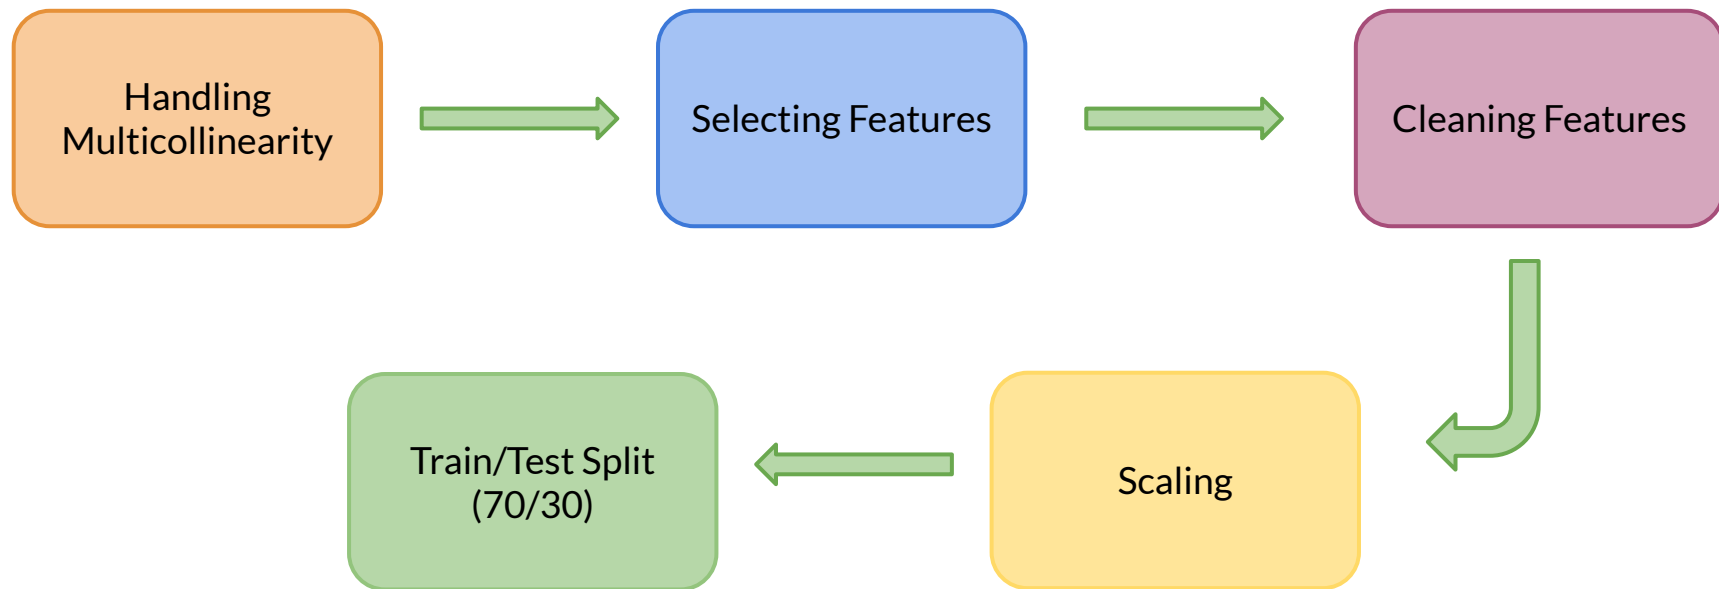 Handling
Multicollinearity
Selecting Features
Cleaning Features
Scaling
Train/Test Split
(70/30)